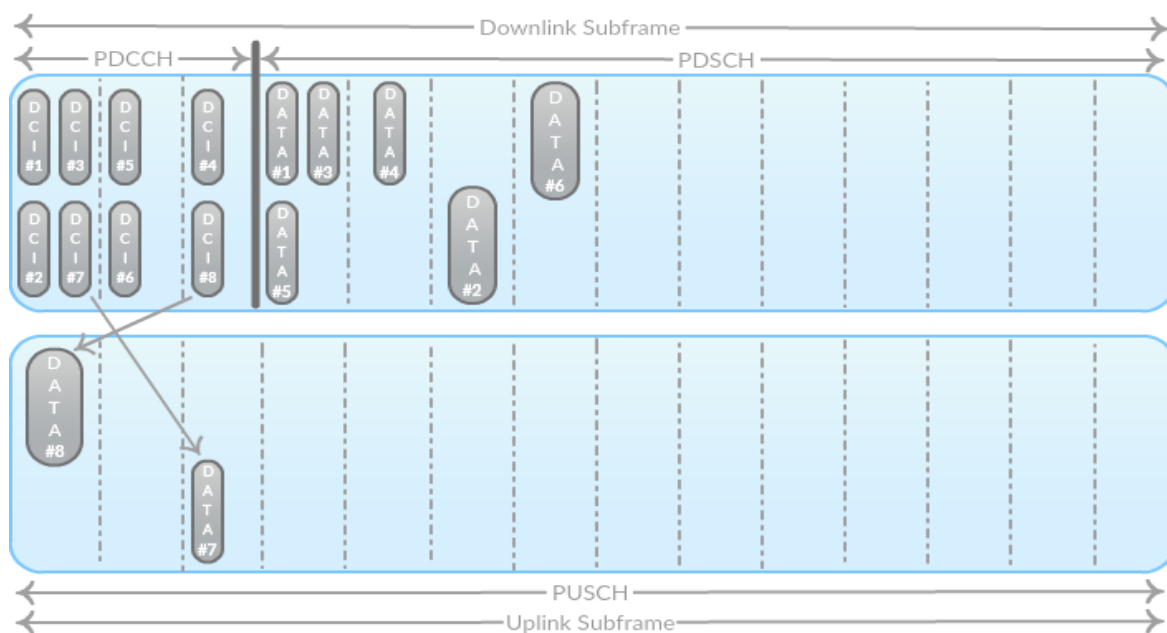 Downlink Subframe
PDCCH
PDSCH
DCI #1
DCI #3
DCI #5
DCI #4
DATA #1
DATA #3
DATA #4
DATA #6
DCI #2
DCI #7
DCI #6
DCI #8
DATA #5
DATA #2
DATA #8
DATA #7
PUSCH
Uplink Subframe